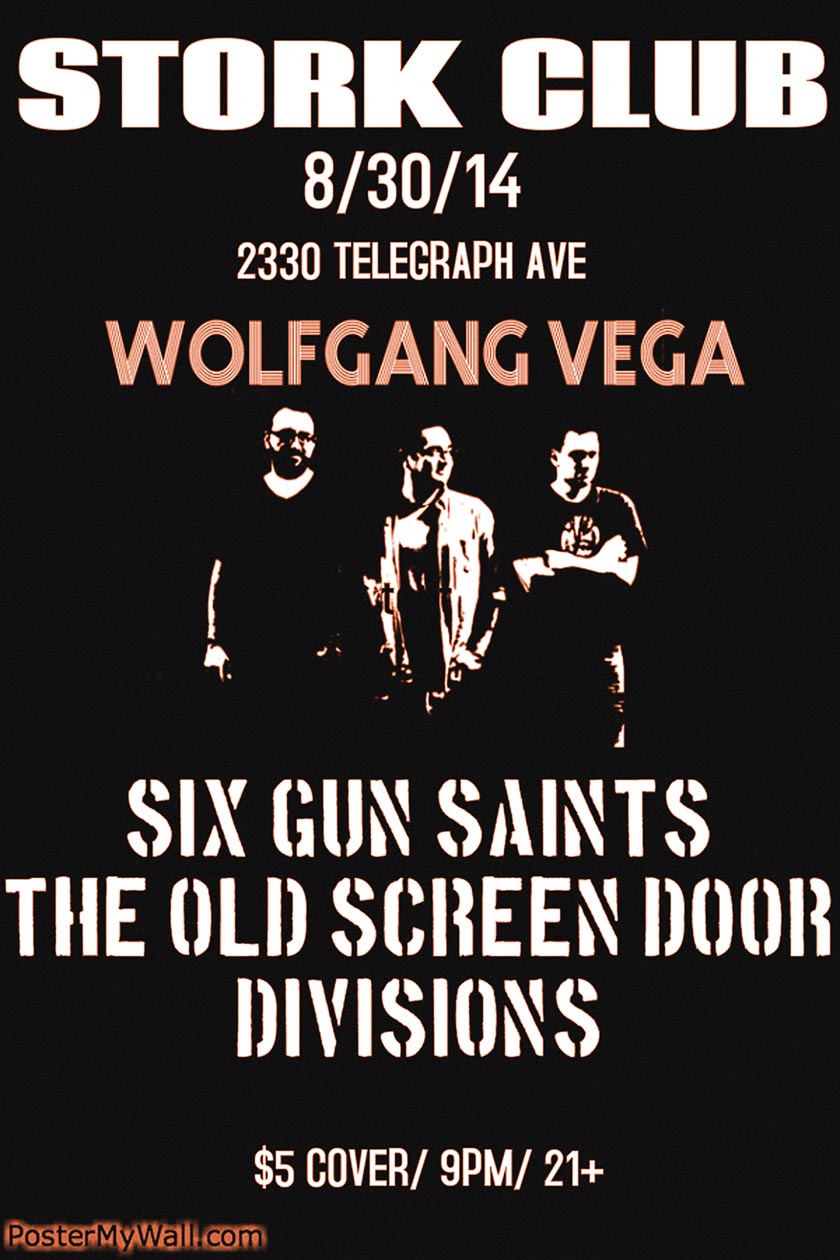 STORK CLUB
8/30/14
2330 TELEGRAPH AVE
WOLFGANG VEGA
SIX GUN SAINTS
THE OLD SCREEN DOOR
DIVISIONS
$5 COVER/ 9PM/ 21+
PosterMyWall.com